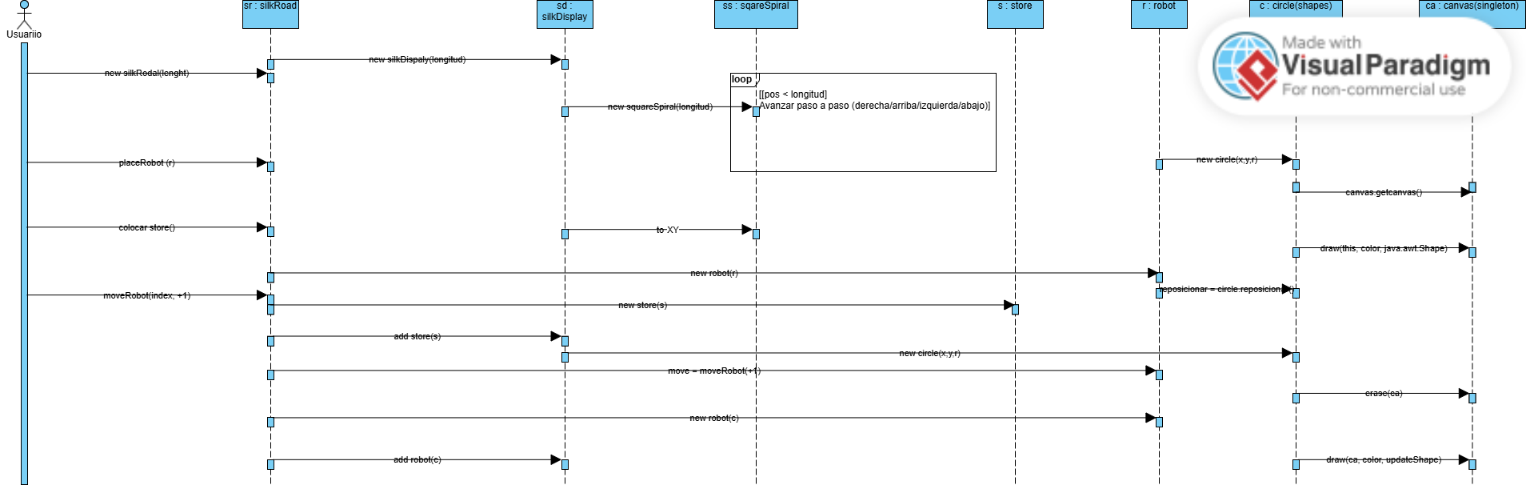 sr : silkRoad
sd :
silkDisplay
ss : sqareSpiral
s : store
r : robot
c : circle(shapes)
ca : canvas(singleton)
Usuariio
Made with
Visual Paradigm
For non-commercial use
new silkDispaly(longitud)
new silkRodal(longht)
loop
[[pos < longitud]
Avanzar paso a paso (derecha/arriba/izquierda/abajo)]
new squareSpiral(longitud)
placeRobot (r)
new circle(x,y,r)
canvas.getcanvas()
colocar store()
to XY
draw(this, color, java.awt.Shape)
new robot(r)
reposicionar = circle.reposicionar()
moveRobot(index, +1)
new store(s)
add store(s)
new circle(x,y,r)
move = moveRobot(+1)
erase(ca)
new robot(c)
add robot(c)
draw(ca, color, updateShape)